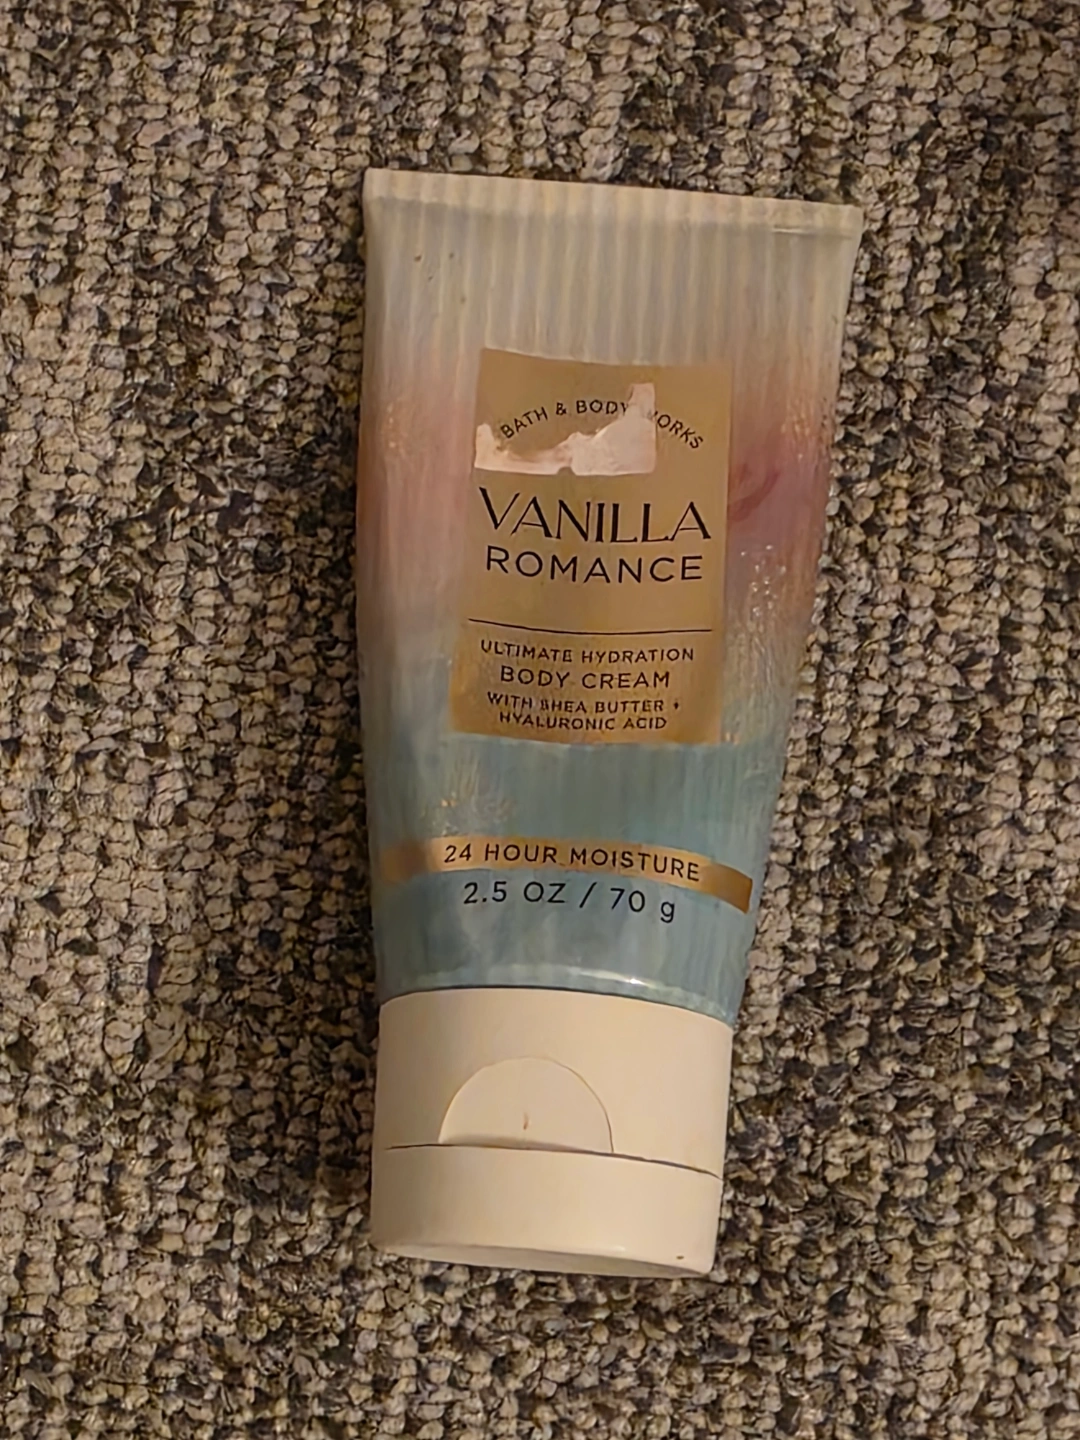 BATH & BODY WORKS
VANILLA
ROMANCE
ULTIMATE HYDRATION
BODY CREAM
WITH SHEA BUTTER +
HYALURONIC ACID
24 HOUR MOISTURE
2.5 OZ / 70 g